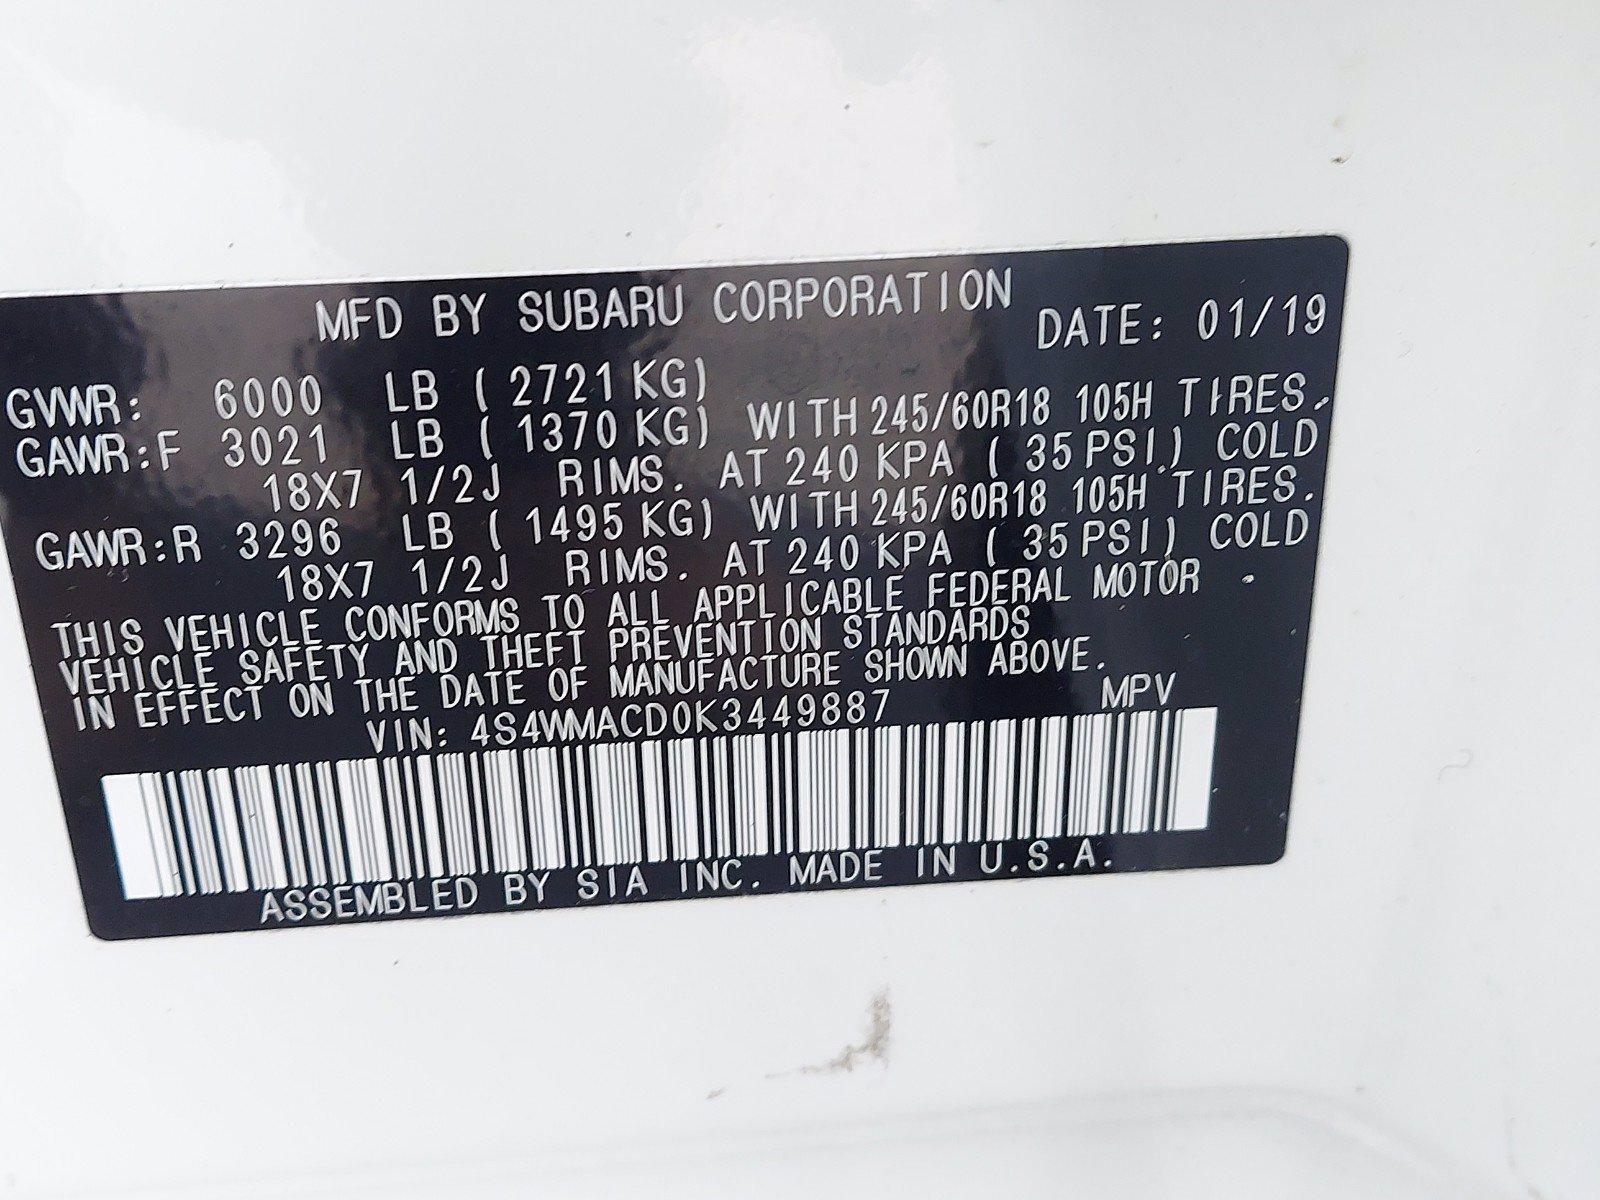 MFD BY SUBARU CORPORATION DATE: 01/19
GVWR: 6000 LB ( 2721 KG)
GAWR:F 3021 LB ( 1370 KG) WITH 245/60R18 105H TIRES.
18X7 1/2J RIMS. AT 240 KPA ( 35 PSI) COLD
GAWR:R 3296 LB ( 1495 KG) WITH 245/60R18 105H TIRES.
18X7 1/2J RIMS. AT 240 KPA ( 35 PSI) COLD
THIS VEHICLE CONFORMS TO ALL APPLICABLE FEDERAL MOTOR
VEHICLE SAFETY AND THEFT PREVENTION STANDARDS
IN EFFECT ON THE DATE OF MANUFACTURE SHOWN ABOVE.
VIN: 4S4WMACD0K3449887 MPV
ASSEMBLED BY SIA INC. MADE IN U.S.A.